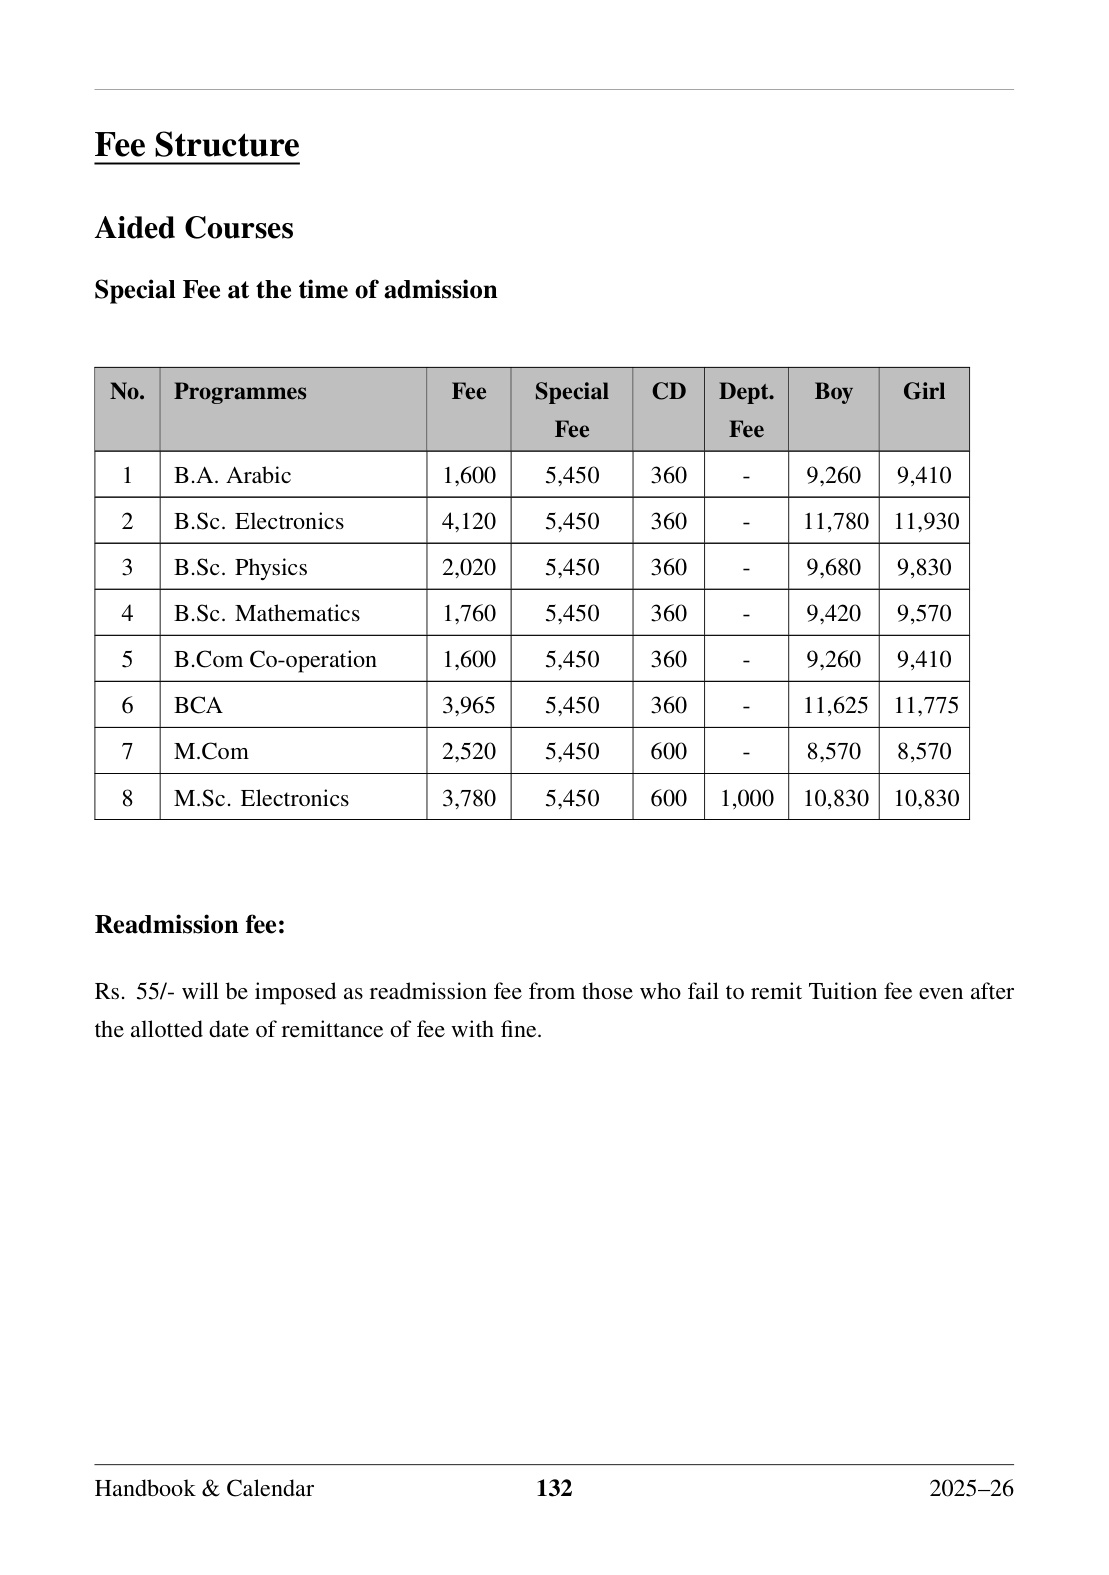 Fee Structure
Aided Courses
Special Fee at the time of admission
No. Programmes Fee Special Fee CD Dept. Fee Boy Girl
1 B.A. Arabic 1,600 5,450 360 - 9,260 9,410
2 B.Sc. Electronics 4,120 5,450 360 - 11,780 11,930
3 B.Sc. Physics 2,020 5,450 360 - 9,680 9,830
4 B.Sc. Mathematics 1,760 5,450 360 - 9,420 9,570
5 B.Com Co-operation 1,600 5,450 360 - 9,260 9,410
6 BCA 3,965 5,450 360 - 11,625 11,775
7 M.Com 2,520 5,450 600 - 8,570 8,570
8 M.Sc. Electronics 3,780 5,450 600 1,000 10,830 10,830
Readmission fee:
Rs. 55/- will be imposed as readmission fee from those who fail to remit Tuition fee even after
the allotted date of remittance of fee with fine.
Handbook & Calendar 132 2025–26